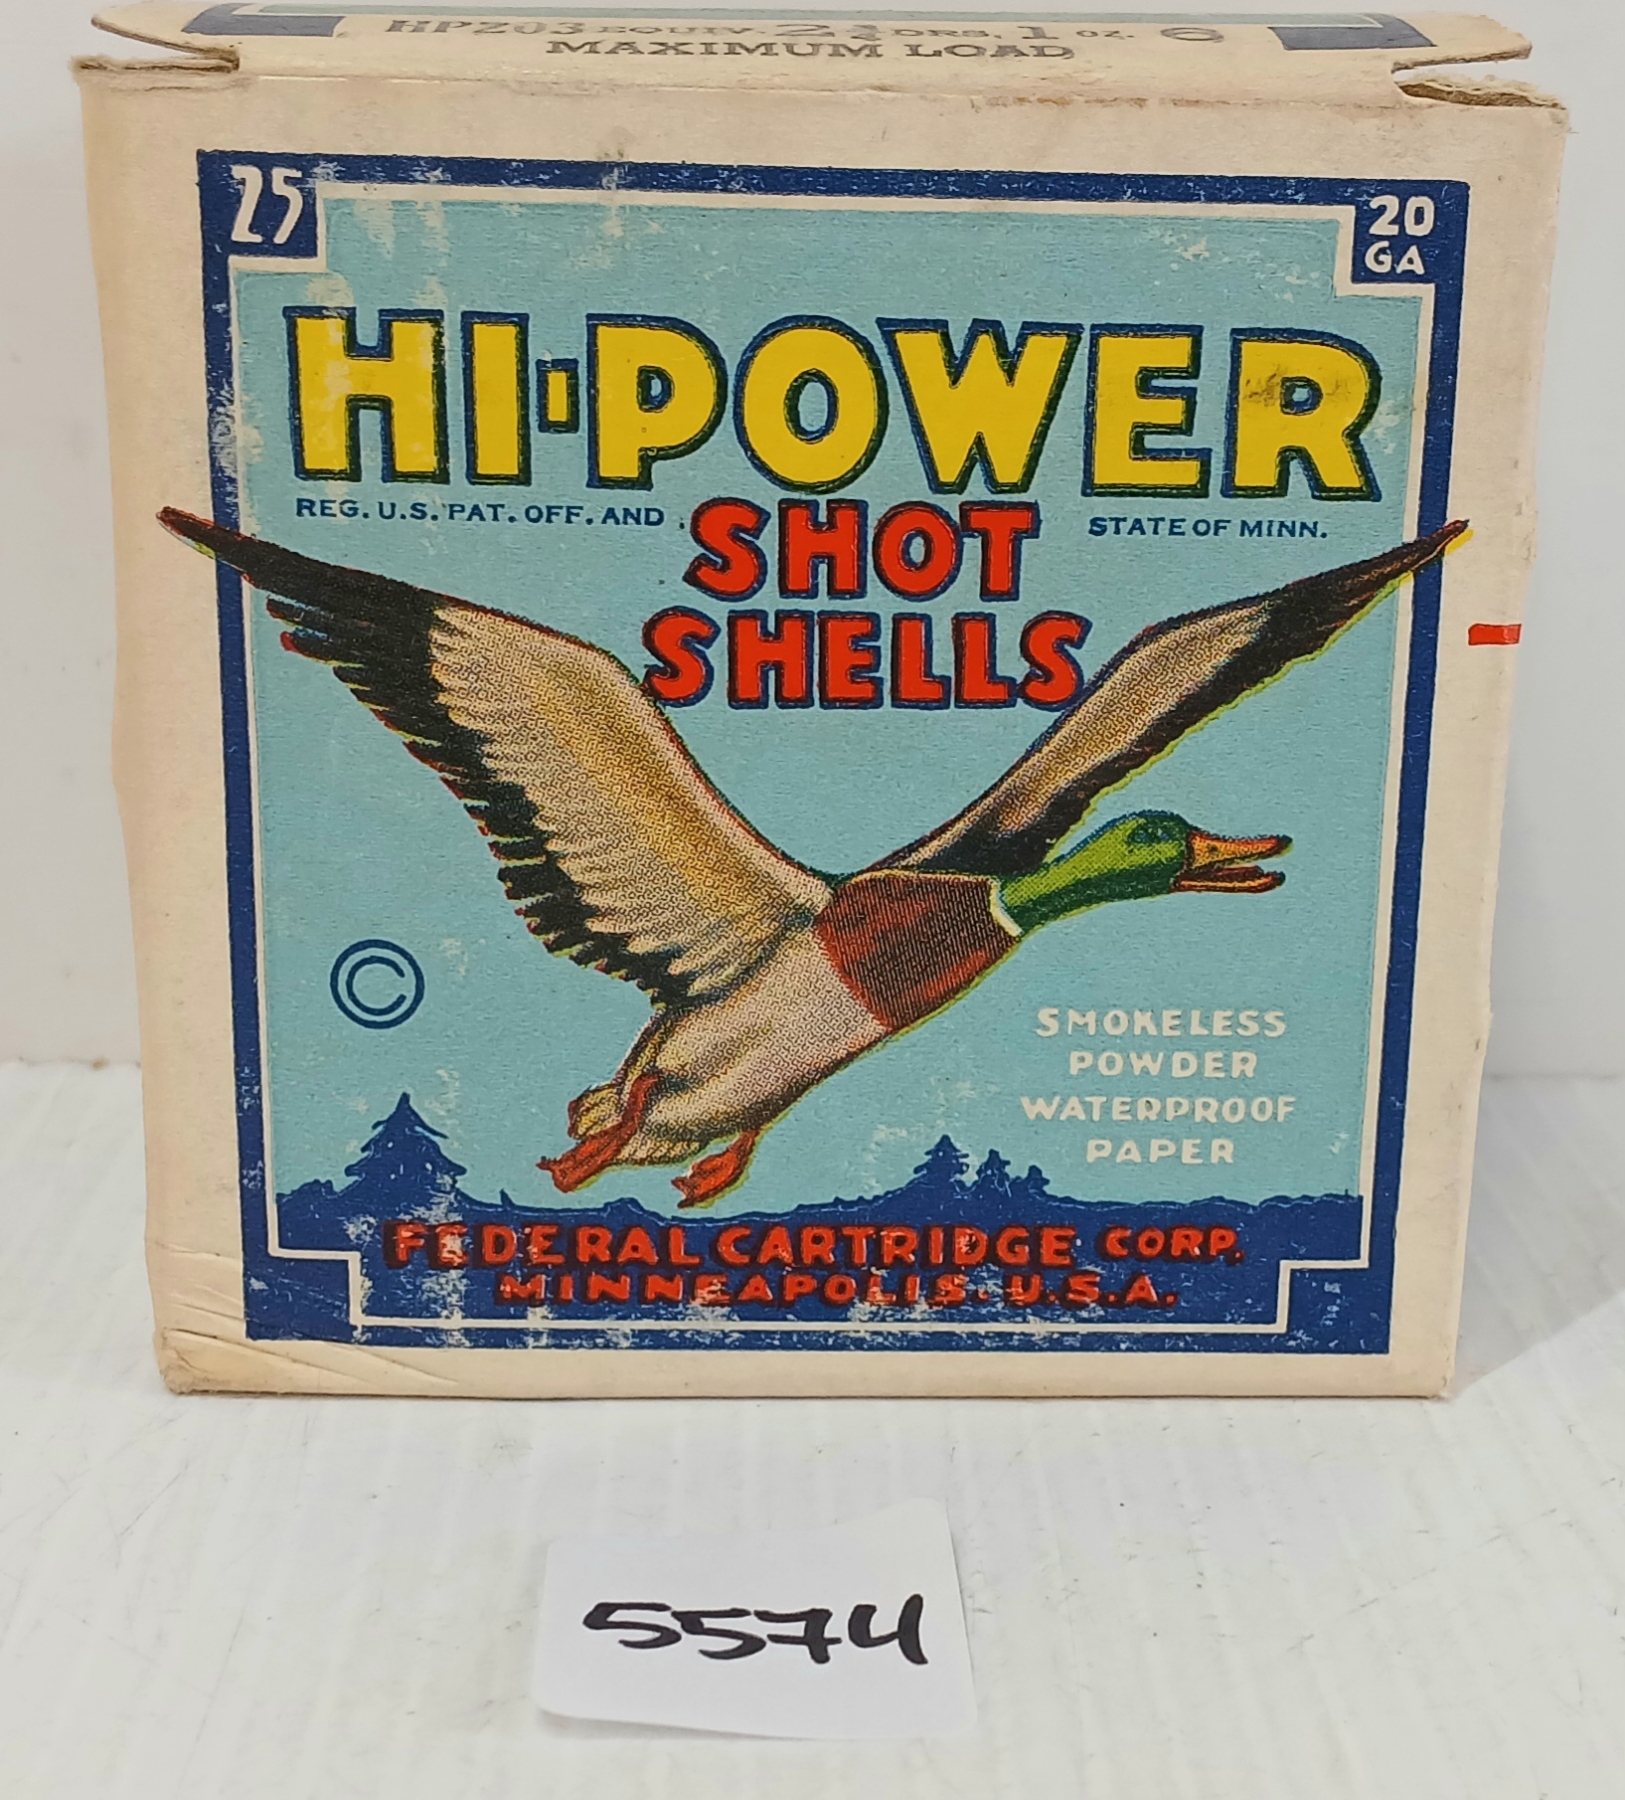 HP203 EQUIV. 2¾ DRS. 1 OZ. 6
MAXIMUM LOAD
25
20
GA
HI-POWER
REG. U.S. PAT. OFF. AND
SHOT
STATE OF MINN.
SHELLS
©
SMOKELESS
POWDER
WATERPROOF
PAPER
FEDERAL CARTRIDGE CORP.
MINNEAPOLIS. U.S.A.
5574